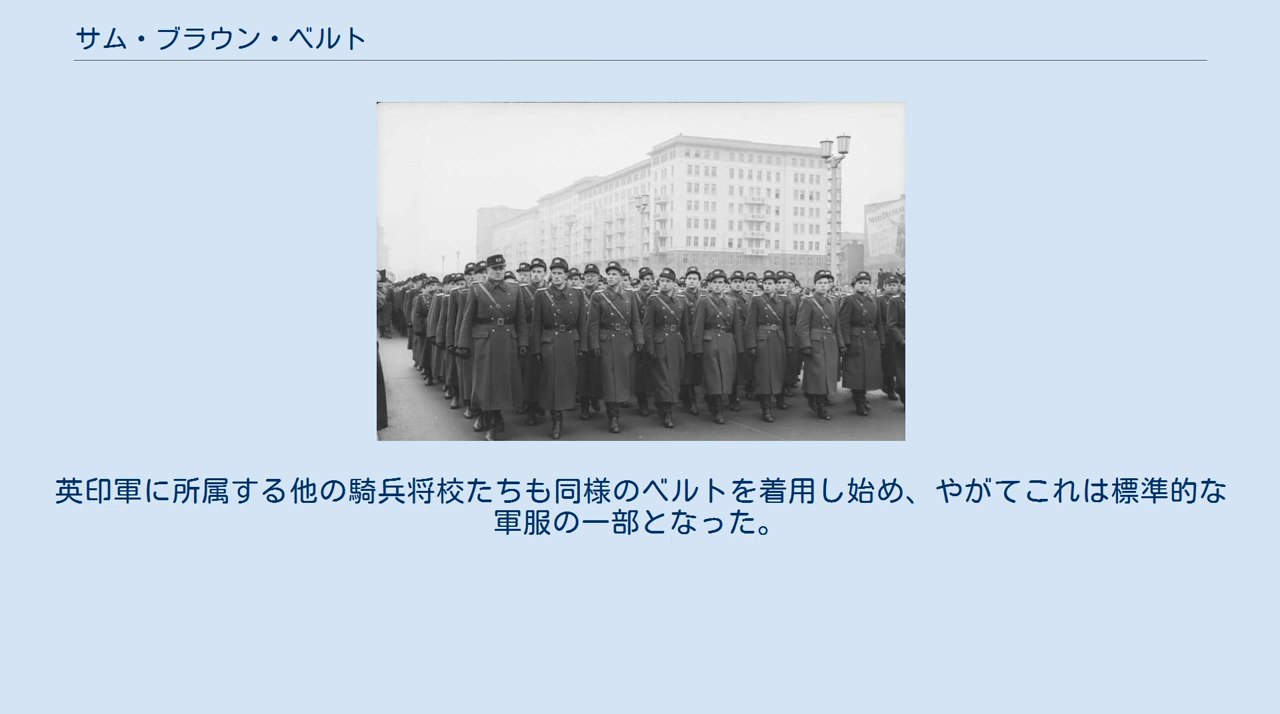 サム・ブラウン・ベルト
英印軍に所属する他の騎兵将校たちも同様のベルトを着用し始め、やがてこれは標準的な
軍服の一部となった。